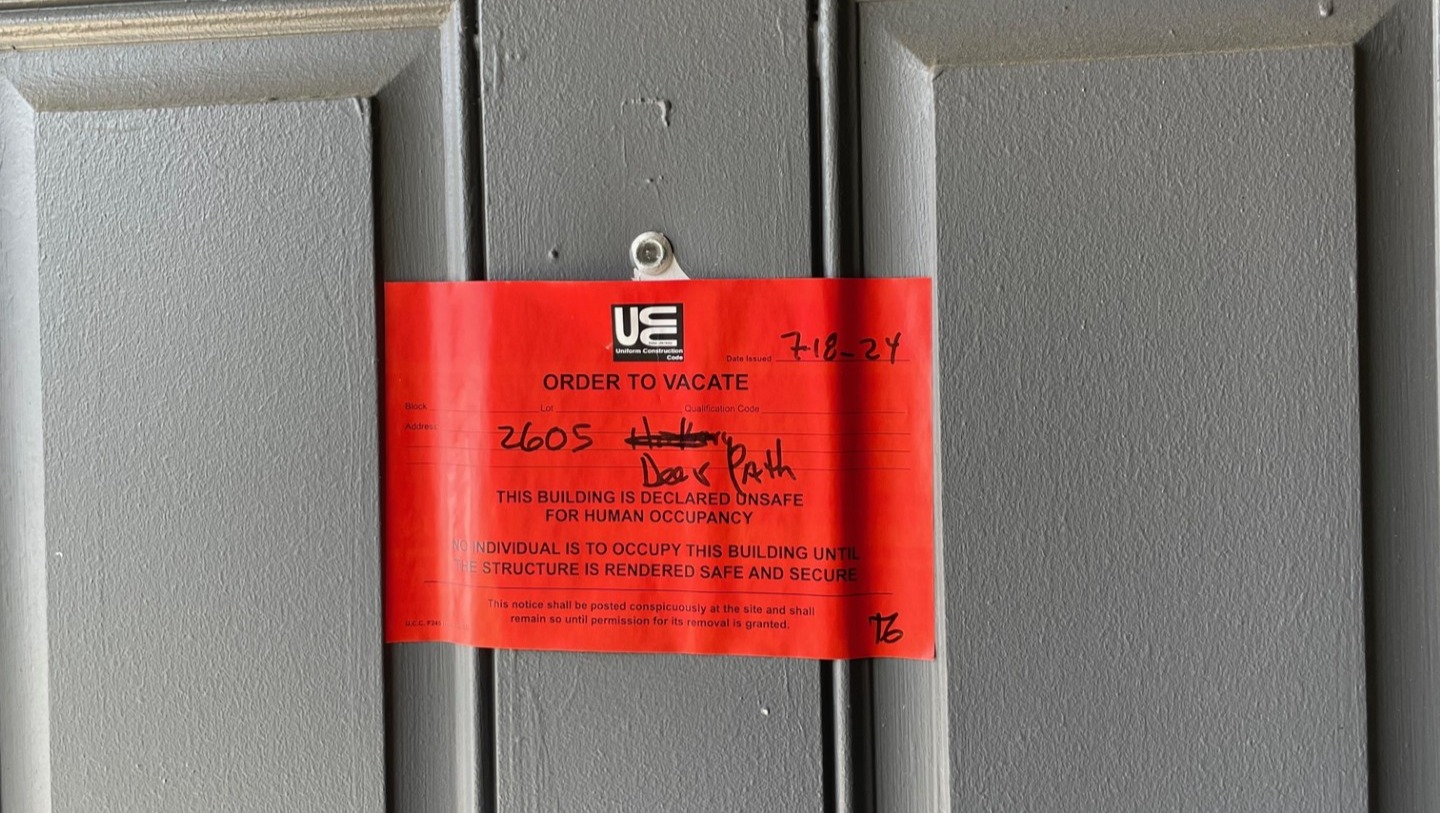 UCC
Uniform Construction
Code
Date Issued 7-18-24
ORDER TO VACATE
Block Lot Qualification Code
Address 2605
Deer Path
THIS BUILDING IS DECLARED UNSAFE
FOR HUMAN OCCUPANCY
NO INDIVIDUAL IS TO OCCUPY THIS BUILDING UNTIL
THE STRUCTURE IS RENDERED SAFE AND SECURE
This notice shall be posted conspicuously at the site and shall
remain so until permission for its removal is granted.
U.C.C.